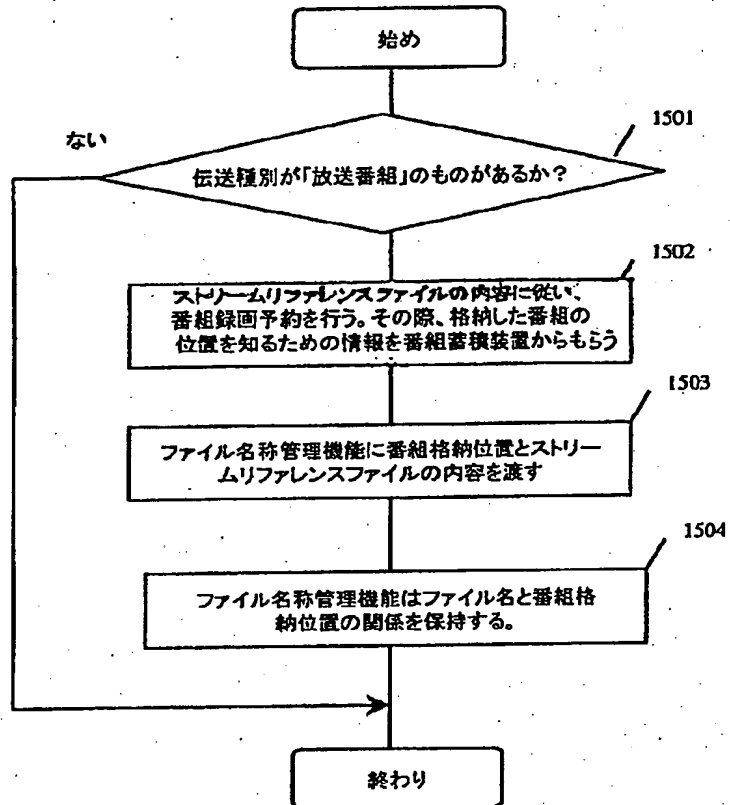 始め
ない
1501
伝送種別が「放送番組」のものがあるか？
1502
ストリームリファレンスファイルの内容に従い、
番組録画予約を行う。その際、格納した番組の
位置を知るための情報を番組蓄積装置からもらう
1503
ファイル名称管理機能に番組格納位置とストリー
ムリファレンスファイルの内容を渡す
1504
ファイル名称管理機能はファイル名と番組格
納位置の関係を保持する。
終わり